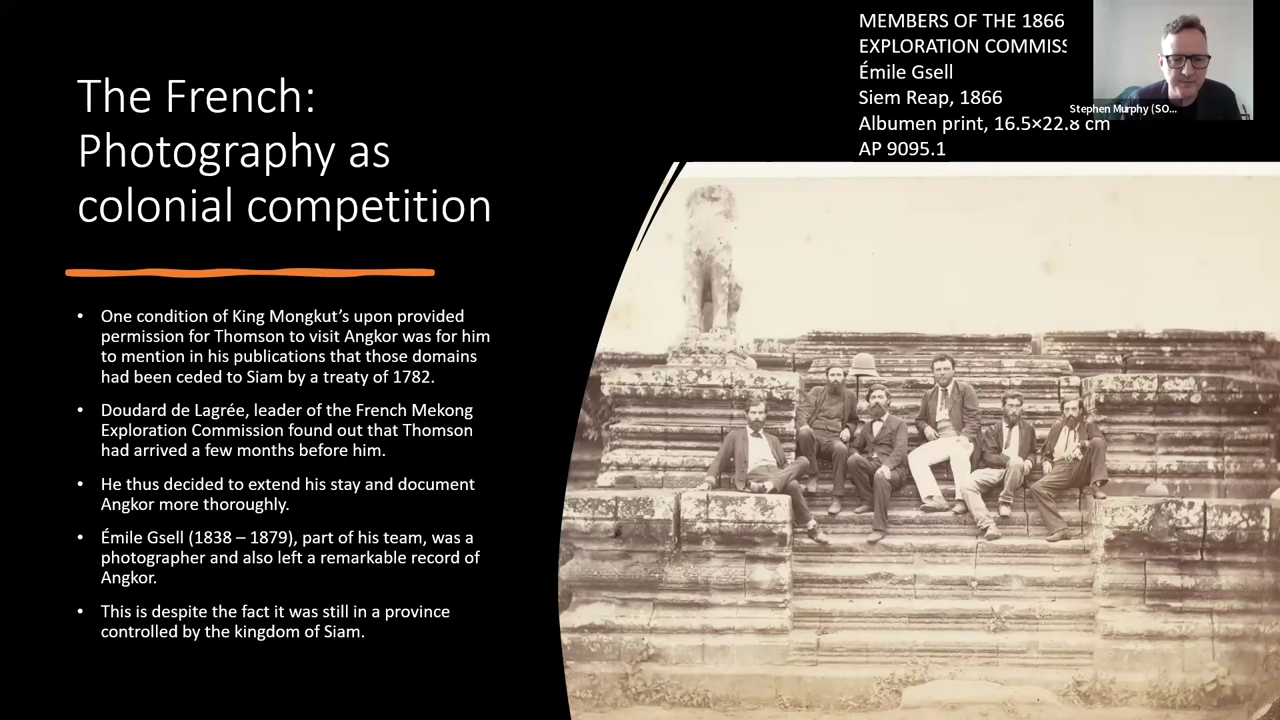 The French:
Photography as
colonial competition
• One condition of King Mongkut’s upon provided
permission for Thomson to visit Angkor was for him
to mention in his publications that those domains
had been ceded to Siam by a treaty of 1782.
• Doudard de Lagrée, leader of the French Mekong
Exploration Commission found out that Thomson
had arrived a few months before him.
• He thus decided to extend his stay and document
Angkor more thoroughly.
• Émile Gsell (1838 – 1879), part of his team, was a
photographer and also left a remarkable record of
Angkor.
• This is despite the fact it was still in a province
controlled by the kingdom of Siam.
MEMBERS OF THE 1866
EXPLORATION COMMISS
Émile Gsell
Siem Reap, 1866
Albumen print, 16.5×22.8 cm
AP 9095.1
Stephen Murphy (SO...